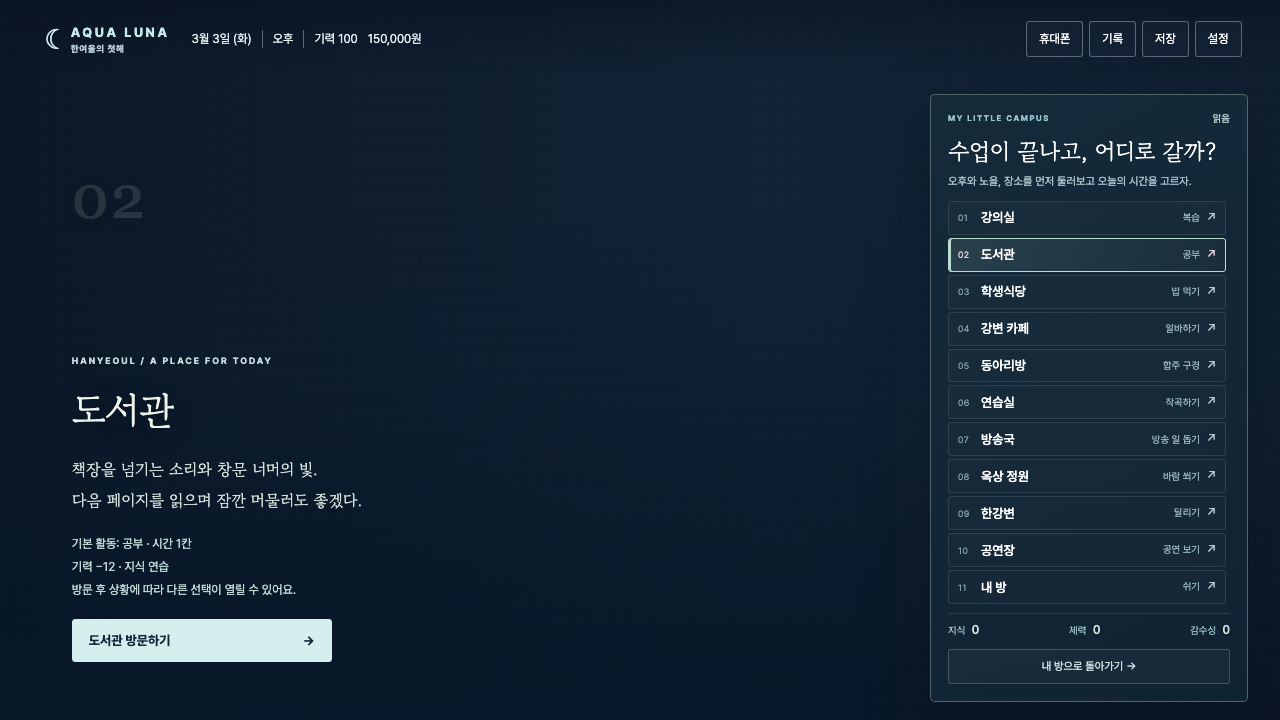 AQUA LUNA
한여울의 첫해
3월 3일 (화)
오후
기력 100 150,000원
휴대폰
기록
저장
설정
02
HANYEOUL / A PLACE FOR TODAY
도서관
책장을 넘기는 소리와 창문 너머의 빛.
다음 페이지를 읽으며 잠깐 머물러도 좋겠다.
기본 활동: 공부 · 시간 1칸
기력 −12 · 지식 연습
방문 후 상황에 따라 다른 선택이 열릴 수 있어요.
도서관 방문하기 →
MY LITTLE CAMPUS 맑음
수업이 끝나고, 어디로 갈까?
오후와 노을, 장소를 먼저 둘러보고 오늘의 시간을 고르자.
01 강의실 복습 ↗
02 도서관 공부 ↗
03 학생식당 밥 먹기 ↗
04 강변 카페 알바하기 ↗
05 동아리방 합주 구경 ↗
06 연습실 작곡하기 ↗
07 방송국 방송 일 돕기 ↗
08 옥상 정원 바람 쐬기 ↗
09 한강변 달리기 ↗
10 공연장 공연 보기 ↗
11 내 방 쉬기 ↗
지식 0 체력 0 감수성 0
내 방으로 돌아가기 →